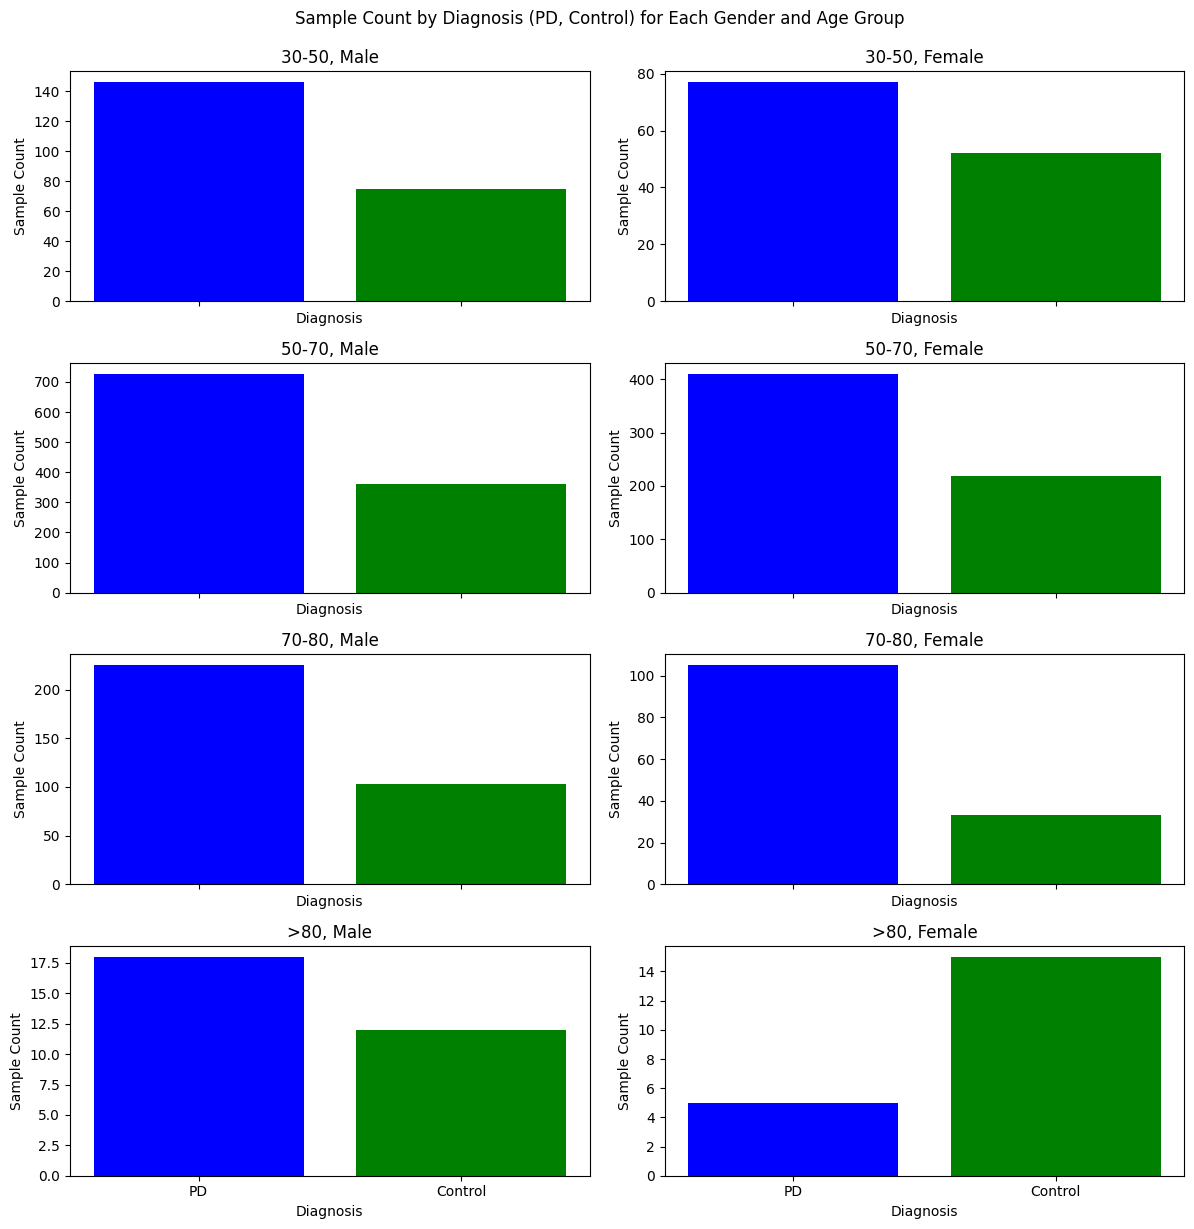 Sample Count by Diagnosis (PD, Control) for Each Gender and Age Group
30-50, Male
140
120
100
80
60
40
20
0
Sample Count
Diagnosis
30-50, Female
80
60
40
20
0
Sample Count
Diagnosis
50-70, Male
700
600
500
400
300
200
100
0
Sample Count
Diagnosis
50-70, Female
400
300
200
100
0
Sample Count
Diagnosis
70-80, Male
200
150
100
50
0
Sample Count
Diagnosis
70-80, Female
100
80
60
40
20
0
Sample Count
Diagnosis
>80, Male
17.5
15.0
12.5
10.0
7.5
5.0
2.5
0.0
Sample Count
PD Control
Diagnosis
>80, Female
14
12
10
8
6
4
2
0
Sample Count
PD Control
Diagnosis